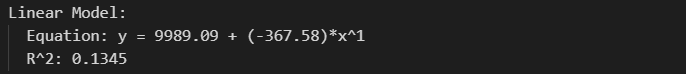 Linear Model:
Equation: y = 9989.09 + (-367.58)*x^1
R^2: 0.1345